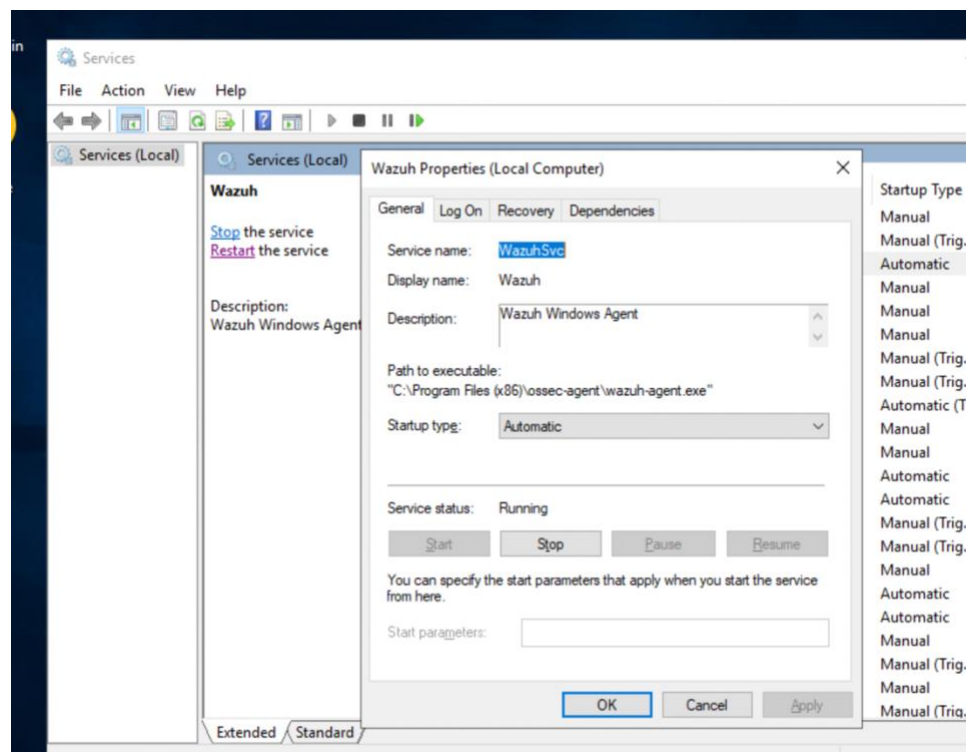 in
Services
File Action View Help
Services (Local)
Services (Local)
Wazuh
Stop the service
Restart the service
Description:
Wazuh Windows Agent
Wazuh Properties (Local Computer)
General Log On Recovery Dependencies
Service name: WazuhSvc
Display name: Wazuh
Description: Wazuh Windows Agent
Path to executable:
"C:\Program Files (x86)\ossec-agent\wazuh-agent.exe"
Startup type: Automatic
Service status: Running
Start Stop Pause Resume
You can specify the start parameters that apply when you start the service
from here.
Start parameters:
OK Cancel Apply
Startup Type
Manual
Manual (Trig.
Automatic
Manual
Manual
Manual
Manual (Trig.
Manual (Trig.
Automatic (T
Manual
Manual
Automatic
Automatic
Manual (Trig.
Manual (Trig.
Manual
Automatic
Automatic
Manual
Manual (Trig.
Manual
Manual (Trig.
Extended Standard